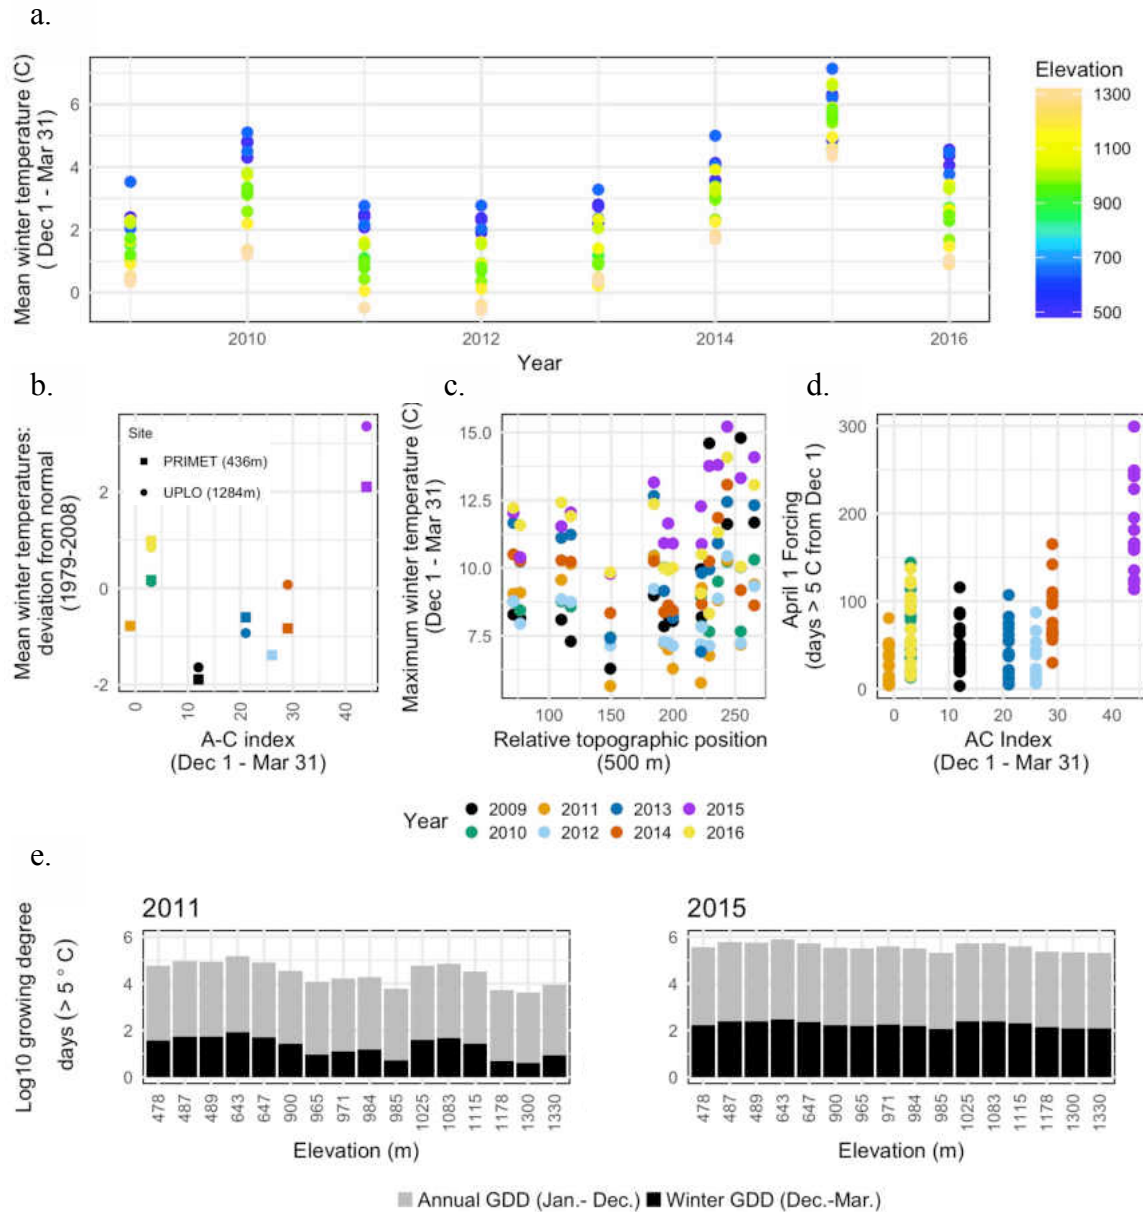 a.
Mean winter temperature (C)
( Dec 1 - Mar 31)
6
4
2
0
2010
2012
2014
2016
Year
Elevation
1300
1100
900
700
500
b.
Mean winter temperatures:
deviation from normal
(1979-2008)
2
0
-2
Site
PRIMET (436m)
UPLO (1284m)
0
10
20
30
40
A-C index
(Dec 1 - Mar 31)
c.
Maximum winter temperature (C)
(Dec 1 - Mar 31)
15.0
12.5
10.0
7.5
100
150
200
250
Relative topographic position
(500 m)
d.
April 1 Forcing
(days > 5 C from Dec 1)
300
200
100
0
0
10
20
30
40
AC Index
(Dec 1 - Mar 31)
Year
2009
2011
2013
2015
2010
2012
2014
2016
e.
Log10 growing degree
days (> 5 ° C)
2011
6
4
2
0
478
487
489
643
647
900
965
971
984
985
1025
1083
1115
1178
1300
1330
Elevation (m)
2015
6
4
2
0
478
487
489
643
647
900
965
971
984
985
1025
1083
1115
1178
1300
1330
Elevation (m)
Annual GDD (Jan.- Dec.)
Winter GDD (Dec.-Mar.)